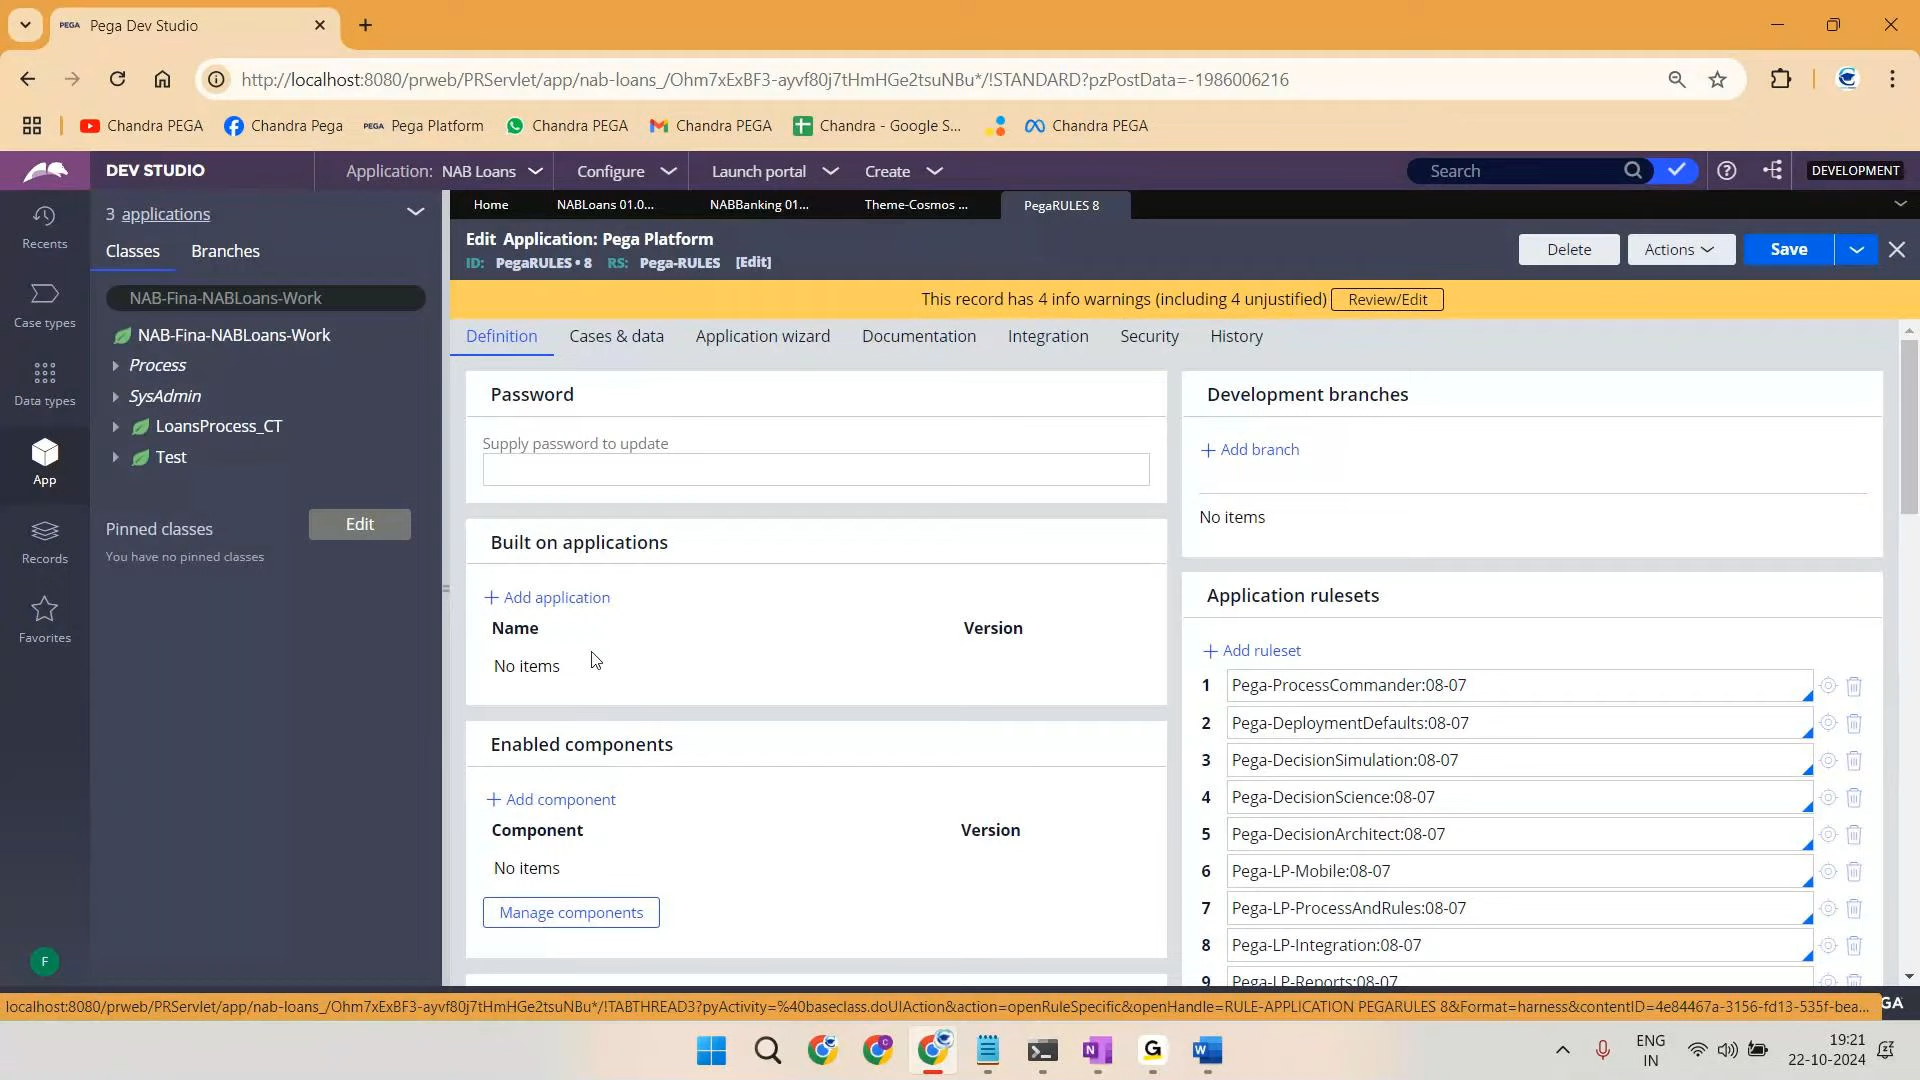 PEGA Pega Dev Studio
http://localhost:8080/prweb/PRServlet/app/nab-loans_/Ohm7xExBF3-ayvf80j7tHmHGe2tsuNBu*/!STANDARD?pzPostData=-1986006216
Chandra PEGA Chandra Pega PEGA Pega Platform Chandra PEGA Chandra PEGA Chandra - Google S... Chandra PEGA
DEV STUDIO Application: NAB Loans Configure Launch portal Create Search DEVELOPMENT
Recents
Case types
Data types
App
Records
Favorites
F
3 applications
Classes Branches
NAB-Fina-NABLoans-Work
NAB-Fina-NABLoans-Work
Process
SysAdmin
LoansProcess_CT
Test
Pinned classes Edit
You have no pinned classes
Home NABLoans 01.0... NABBanking 01... Theme-Cosmos ... PegaRULES 8
Edit Application: Pega Platform
ID: PegaRULES • 8 RS: Pega-RULES [Edit]
Delete Actions Save
This record has 4 info warnings (including 4 unjustified) Review/Edit
Definition Cases & data Application wizard Documentation Integration Security History
Password
Supply password to update
Built on applications
+ Add application
Name Version
No items
Enabled components
+ Add component
Component Version
No items
Manage components
Development branches
+ Add branch
No items
Application rulesets
+ Add ruleset
1 Pega-ProcessCommander:08-07
2 Pega-DeploymentDefaults:08-07
3 Pega-DecisionSimulation:08-07
4 Pega-DecisionScience:08-07
5 Pega-DecisionArchitect:08-07
6 Pega-LP-Mobile:08-07
7 Pega-LP-ProcessAndRules:08-07
8 Pega-LP-Integration:08-07
9 Pega-LP-Reports:08-07
localhost:8080/prweb/PRServlet/app/nab-loans_/Ohm7xExBF3-ayvf80j7tHmHGe2tsuNBu*/!TABTHREAD3?pyActivity=%40baseclass.doUIAction&action=openRuleSpecific&openHandle=RULE-APPLICATION PEGARULES 8&Format=harness&contentID=4e84467a-3156-fd13-535f-bea...
GA
ENG
IN
19:21
22-10-2024